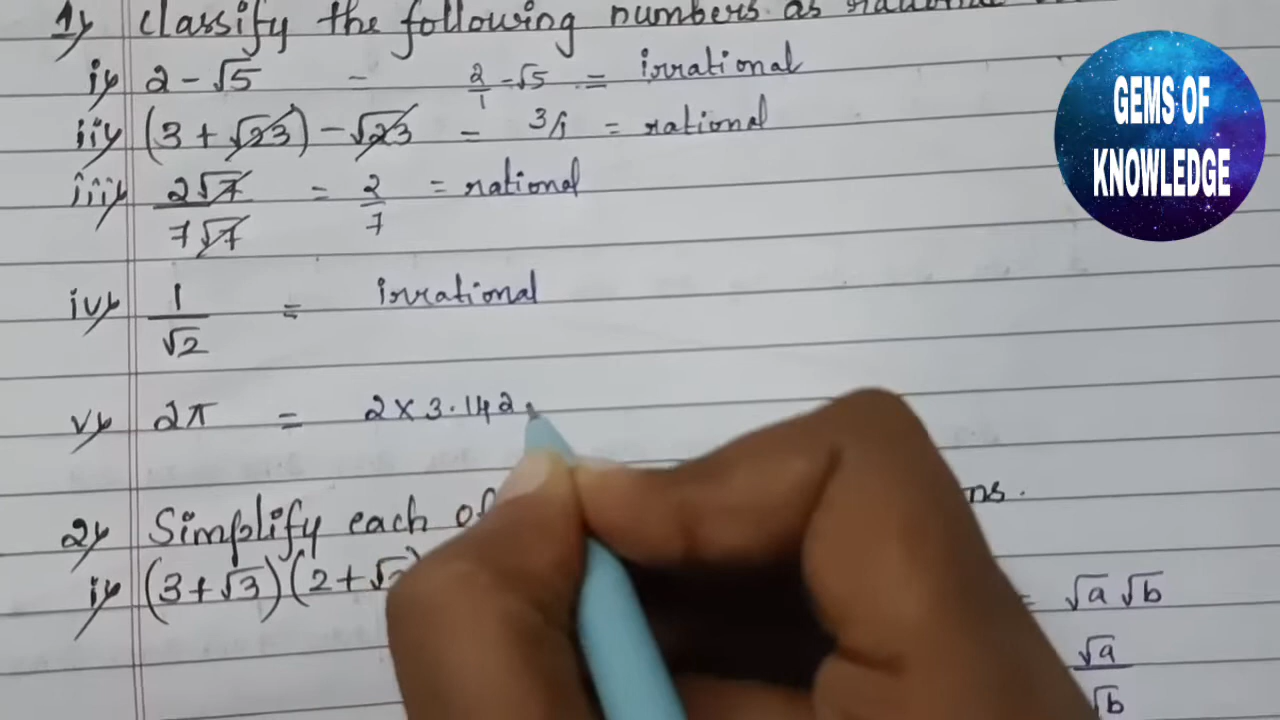 1) Classify the following numbers as
i) 2 - √5 - 2/1 - √5 = irrational
ii) (3 + √23) - √23 = 3/1 = rational
iii) 2√7/7√7 = 2/7 = rational
iv) 1/√2 = irrational
v) 2π = 2 × 3.142
2) Simplify each of
i) (3+√3)(2+√2)
= √a √b
√a/√b
GEMS OF
KNOWLEDGE